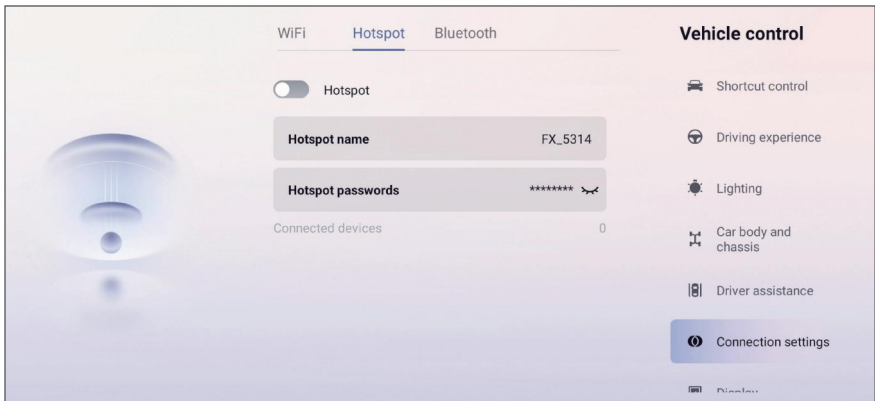 WiFi Hotspot Bluetooth
Hotspot
Hotspot name FX_5314
Hotspot passwords ********
Connected devices 0
Vehicle control
Shortcut control
Driving experience
Lighting
Car body and
chassis
Driver assistance
Connection settings
Display